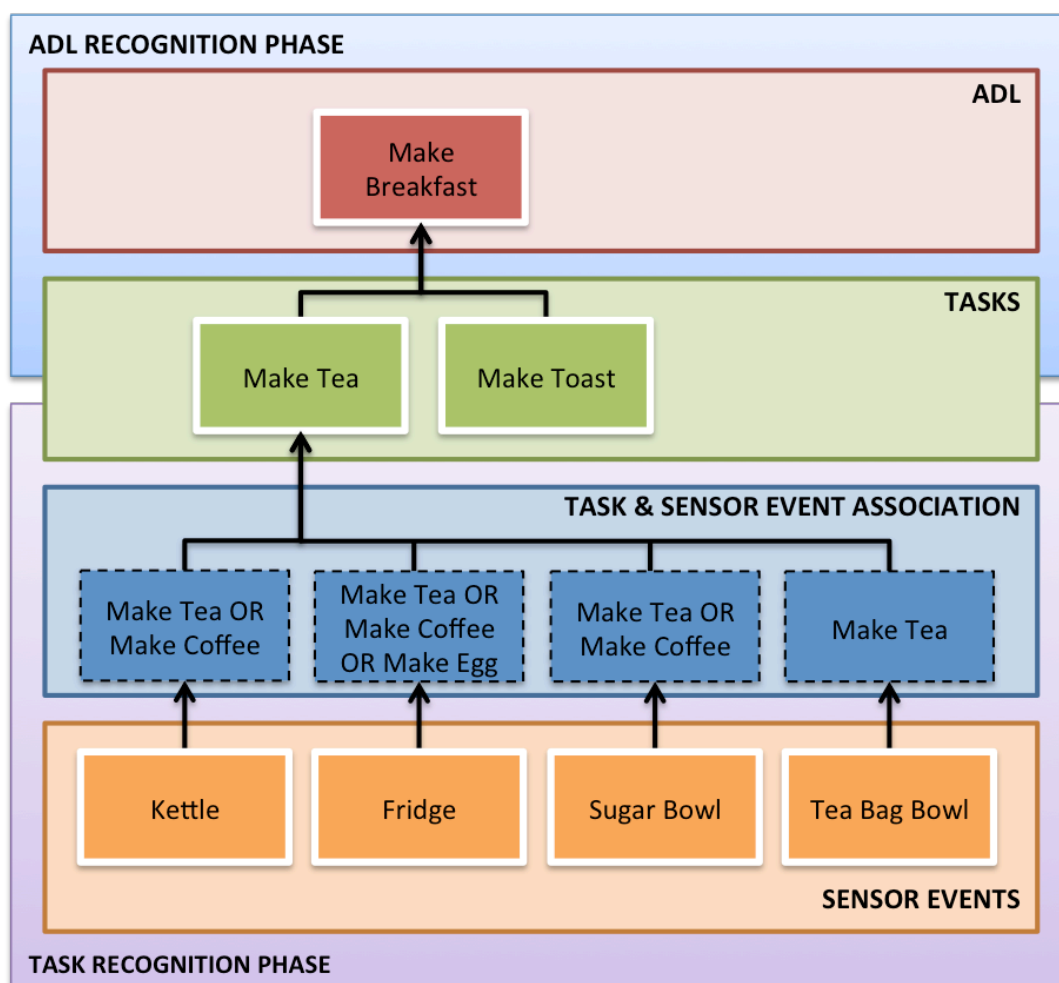 ADL RECOGNITION PHASE
ADL
Make
Breakfast
TASKS
Make Tea
Make Toast
TASK & SENSOR EVENT ASSOCIATION
Make Tea OR
Make Coffee
Make Tea OR
Make Coffee
OR Make Egg
Make Tea OR
Make Coffee
Make Tea
Kettle
Fridge
Sugar Bowl
Tea Bag Bowl
SENSOR EVENTS
TASK RECOGNITION PHASE